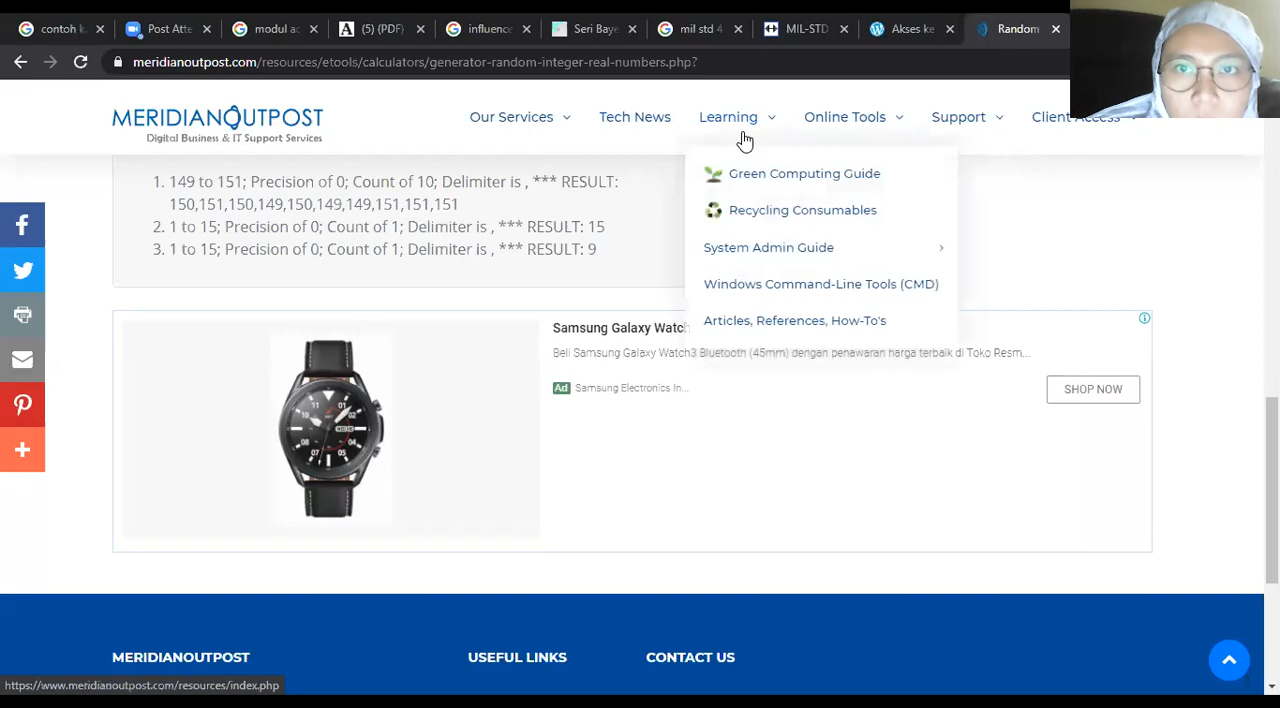 contoh k
Post Atte
modul ac
(5) (PDF)
influence
Seri Baye
mil std 4
MIL-STD
Akses ke
Random
meridianoutpost.com/resources/etools/calculators/generator-random-integer-real-numbers.php?
MERIDIANOUTPOST
Digital Business & IT Support Services
Our Services
Tech News
Learning
Online Tools
Support
Client Access
Green Computing Guide
Recycling Consumables
System Admin Guide
Windows Command-Line Tools (CMD)
Articles, References, How-To's
1. 149 to 151; Precision of 0; Count of 10; Delimiter is , *** RESULT:
150,151,150,149,150,149,149,151,151,151
2. 1 to 15; Precision of 0; Count of 1; Delimiter is , *** RESULT: 15
3. 1 to 15; Precision of 0; Count of 1; Delimiter is , *** RESULT: 9
Samsung Galaxy Watch
Beli Samsung Galaxy Watch3 Bluetooth (45mm) dengan penawaran harga terbaik di Toko Resm...
Ad Samsung Electronics In...
SHOP NOW
MERIDIANOUTPOST
USEFUL LINKS
CONTACT US
https://www.meridianoutpost.com/resources/index.php